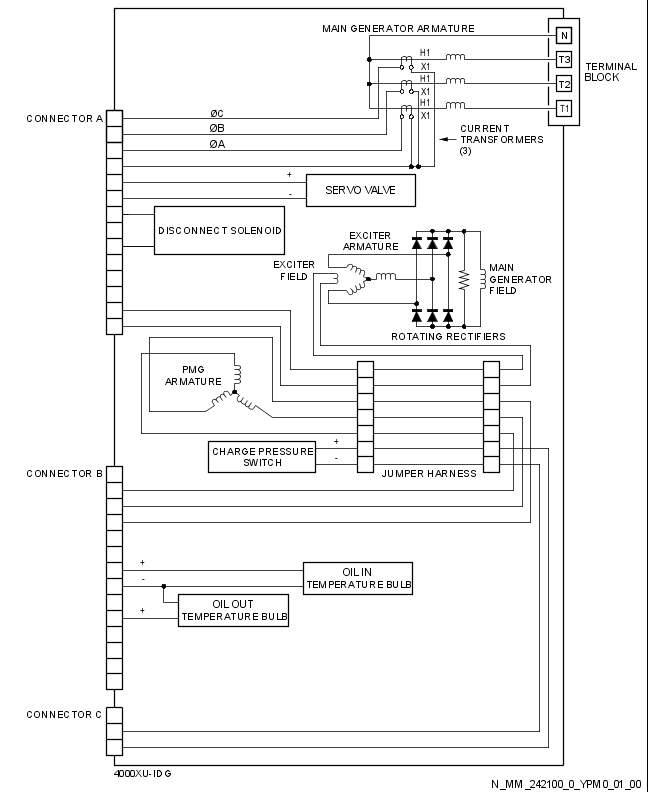 MAIN GENERATOR ARMATURE
N
H1
T3
X1
TERMINAL
BLOCK
H1
T2
X1
H1
T1
X1
CONNECTOR A
ØC
ØB
ØA
CURRENT
TRANSFORMERS
(3)
+
-
SERVO VALVE
DISCONNECT SOLENOID
EXCITER
ARMATURE
EXCITER
FIELD
MAIN
GENERATOR
FIELD
ROTATING RECTIFIERS
PMG
ARMATURE
CHARGE PRESSURE
SWITCH
+
-
JUMPER HARNESS
CONNECTOR B
+
-
OIL IN
TEMPERATURE BULB
+
OIL OUT
TEMPERATURE BULB
CONNECTOR C
4000XU-IDG
N_MM_242100_0_YPM0_01_00